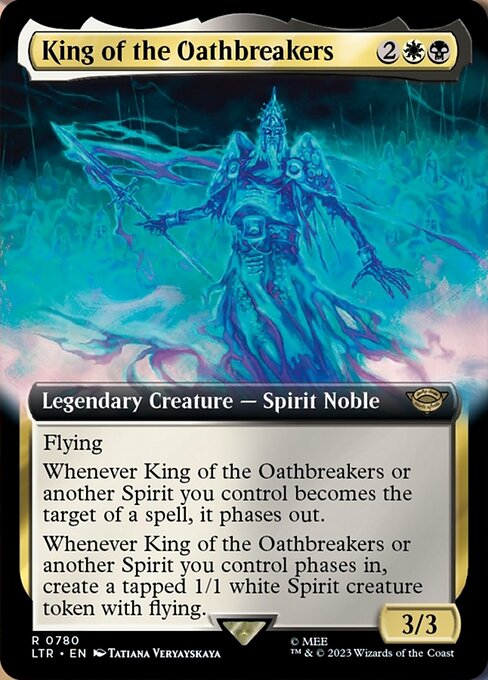 King of the Oathbreakers 2
Legendary Creature — Spirit Noble
Flying
Whenever King of the Oathbreakers or
another Spirit you control becomes the
target of a spell, it phases out.
Whenever King of the Oathbreakers or
another Spirit you control phases in,
create a tapped 1/1 white Spirit creature
token with flying.
3/3
R 0780
LTR • EN Tatiana Veryayskaya
© MEE
™ & © 2023 Wizards of the Coast